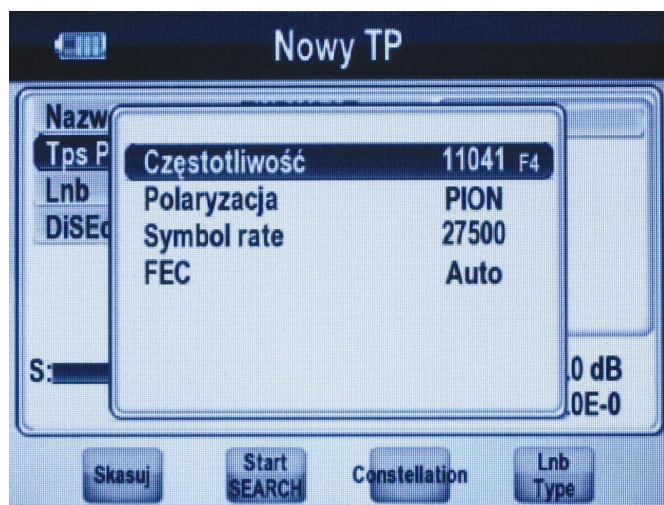 Nowy TP
Nazw
Tps P
Częstotliwość 11041 F4
Lnb
Polaryzacja PION
DiSEq
Symbol rate 27500
FEC Auto
S: .0 dB
.0E-0
Skasuj
Start SEARCH
Constellation
Lnb Type